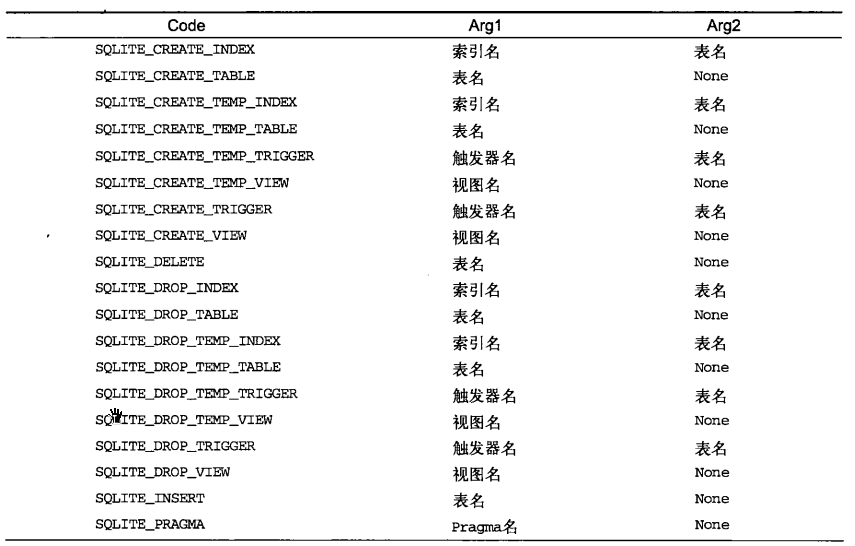 Code Arg1 Arg2
SQLITE_CREATE_INDEX 索引名 表名
SQLITE_CREATE_TABLE 表名 None
SQLITE_CREATE_TEMP_INDEX 索引名 表名
SQLITE_CREATE_TEMP_TABLE 表名 None
SQLITE_CREATE_TEMP_TRIGGER 触发器名 表名
SQLITE_CREATE_TEMP_VIEW 视图名 None
SQLITE_CREATE_TRIGGER 触发器名 表名
SQLITE_CREATE_VIEW 视图名 None
SQLITE_DELETE 表名 None
SQLITE_DROP_INDEX 索引名 表名
SQLITE_DROP_TABLE 表名 None
SQLITE_DROP_TEMP_INDEX 索引名 表名
SQLITE_DROP_TEMP_TABLE 表名 None
SQLITE_DROP_TEMP_TRIGGER 触发器名 表名
SQLITE_DROP_TEMP_VIEW 视图名 None
SQLITE_DROP_TRIGGER 触发器名 表名
SQLITE_DROP_VIEW 视图名 None
SQLITE_INSERT 表名 None
SQLITE_PRAGMA Pragma名 None